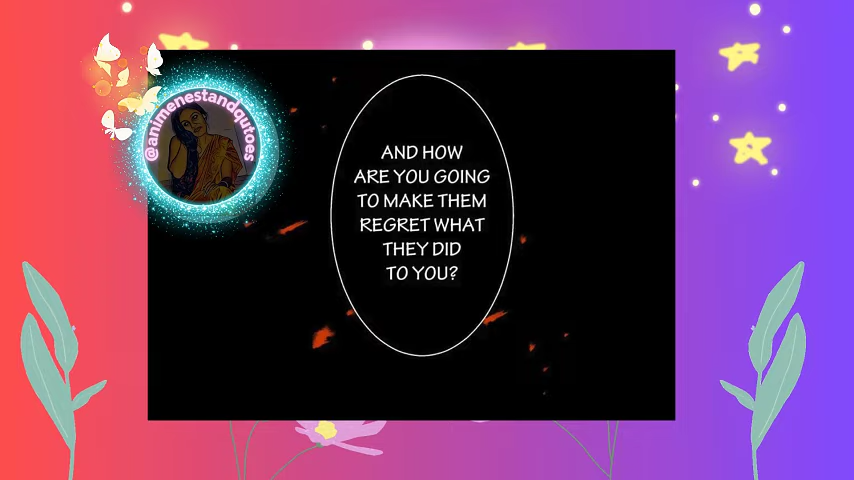 @animenestandqutoes
AND HOW
ARE YOU GOING
TO MAKE THEM
REGRET WHAT
THEY DID
TO YOU?